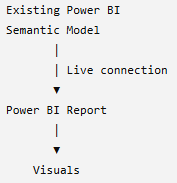 Existing Power BI
Semantic Model
Live connection
Power BI Report
Visuals